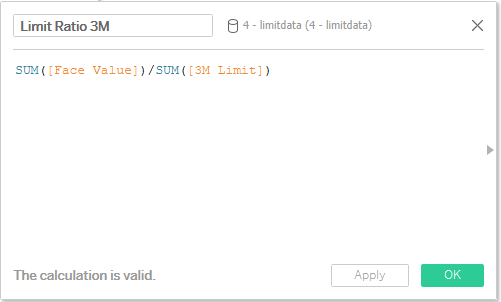 Limit Ratio 3M
4 - limitdata (4 - limitdata)
SUM([Face Value])/SUM([3M Limit])
The calculation is valid.
Apply
OK